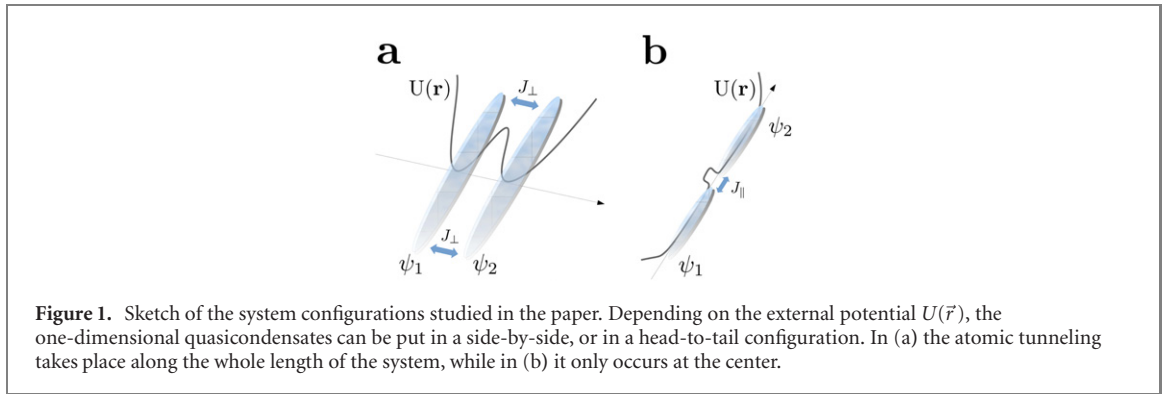 a
b
U(r)
J⊥
J⊥
ψ1
ψ2
U(r)
ψ2
J∥
ψ1
Figure 1. Sketch of the system configurations studied in the paper. Depending on the external potential U(r⃗), the
one-dimensional quasicondensates can be put in a side-by-side, or in a head-to-tail configuration. In (a) the atomic tunneling
takes place along the whole length of the system, while in (b) it only occurs at the center.